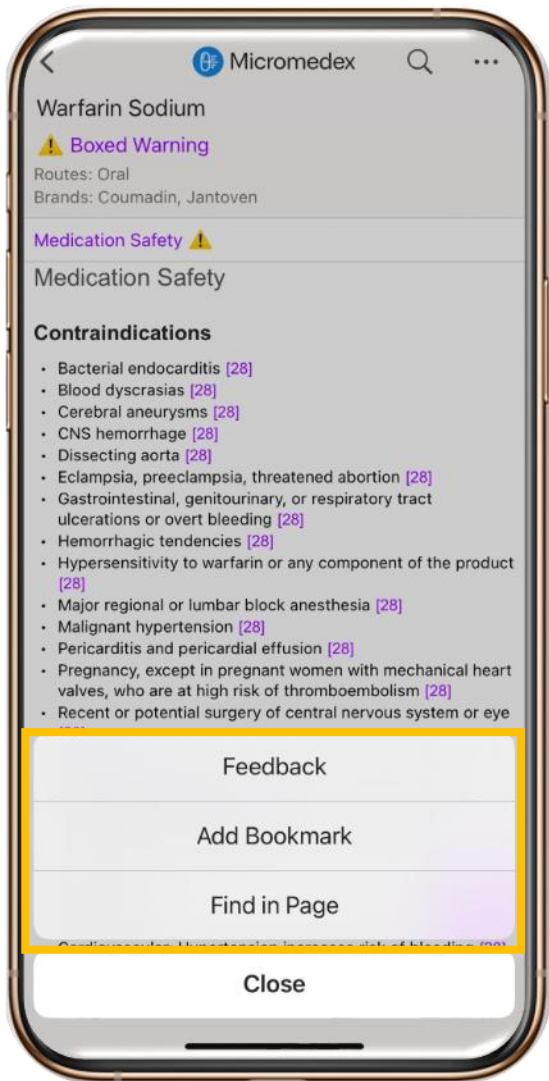 Micromedex
Warfarin Sodium
Boxed Warning
Routes: Oral
Brands: Coumadin, Jantoven
Medication Safety
Medication Safety
Contraindications
• Bacterial endocarditis [28]
• Blood dyscrasias [28]
• Cerebral aneurysms [28]
• CNS hemorrhage [28]
• Dissecting aorta [28]
• Eclampsia, preeclampsia, threatened abortion [28]
• Gastrointestinal, genitourinary, or respiratory tract
ulcerations or overt bleeding [28]
• Hemorrhagic tendencies [28]
• Hypersensitivity to warfarin or any component of the product
[28]
• Major regional or lumbar block anesthesia [28]
• Malignant hypertension [28]
• Pericarditis and pericardial effusion [28]
• Pregnancy, except in pregnant women with mechanical heart
valves, who are at high risk of thromboembolism [28]
• Recent or potential surgery of central nervous system or eye
Feedback
Add Bookmark
Find in Page
Close